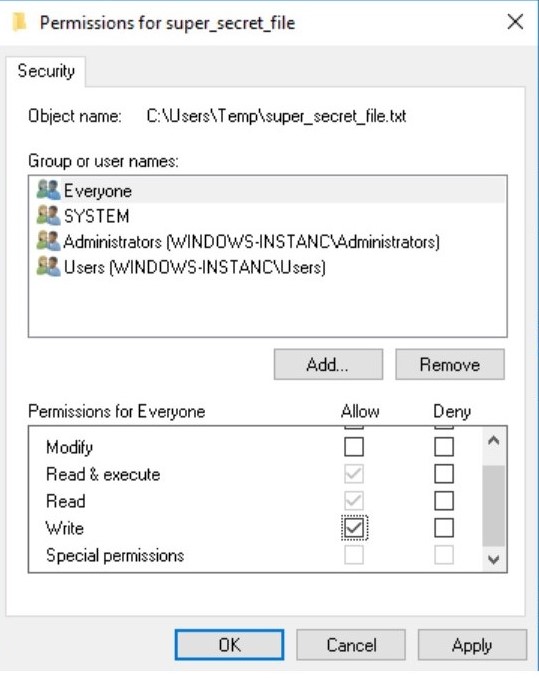 Permissions for super_secret_file
Security
Object name: C:\Users\Temp\super_secret_file.txt
Group or user names:
Everyone
SYSTEM
Administrators (WINDOWS-INSTANC\Administrators)
Users (WINDOWS-INSTANC\Users)
Add... Remove
Permissions for Everyone Allow Deny
Modify
Read & execute
Read
Write
Special permissions
OK Cancel Apply